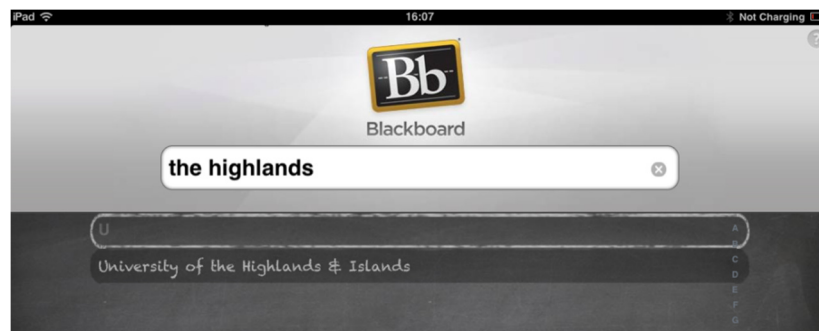 iPad 16:07 Not Charging
?
Bb
Blackboard
the highlands
U
A
B
University of the Highlands & Islands
C
D
E
F
G